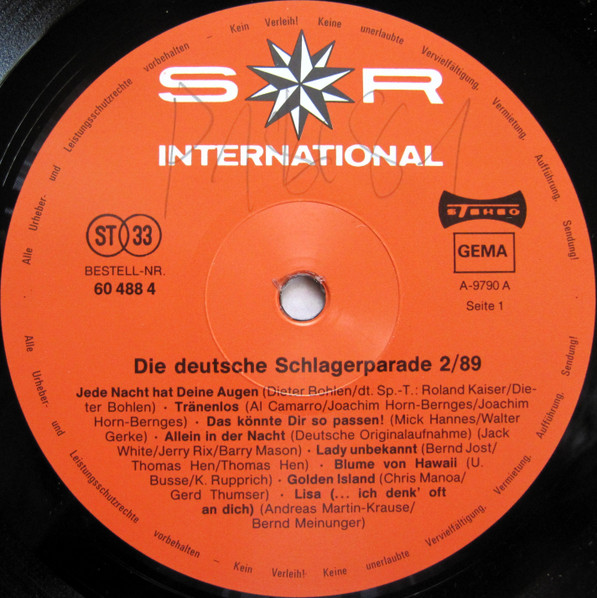 Alle Urheber- und Leistungsschutzrechte vorbehalten - Kein Verleih! Keine unerlaubte Vervielfältigung, Vermietung, Aufführung, Sendung!
S R
INTERNATIONAL
ST 33
BESTELL-NR.
60 488 4
STEREO
GEMA
A-9790 A
Seite 1
Die deutsche Schlagerparade 2/89
Jede Nacht hat Deine Augen (Dieter Bohlen/dt. Sp.-T.: Roland Kaiser/Die-
ter Bohlen) · Tränenlos (Al Camarro/Joachim Horn-Bernges/Joachim
Horn-Bernges) · Das könnte Dir so passen! (Mick Hannes/Walter
Gerke) · Allein in der Nacht (Deutsche Originalaufnahme) (Jack
White/Jerry Rix/Barry Mason) · Lady unbekannt (Bernd Jost/
Thomas Hen/Thomas Hen) · Blume von Hawaii (U.
Busse/K. Rupprich) · Golden Island (Chris Manoa/
Gerd Thumser) · Lisa (... ich denk' oft
an dich) (Andreas Martin-Krause/
Bernd Meinunger)
Alle Urheber- und Leistungsschutzrechte vorbehalten - Kein Verleih! Keine unerlaubte Vervielfältigung, Vermietung, Aufführung, Sendung!